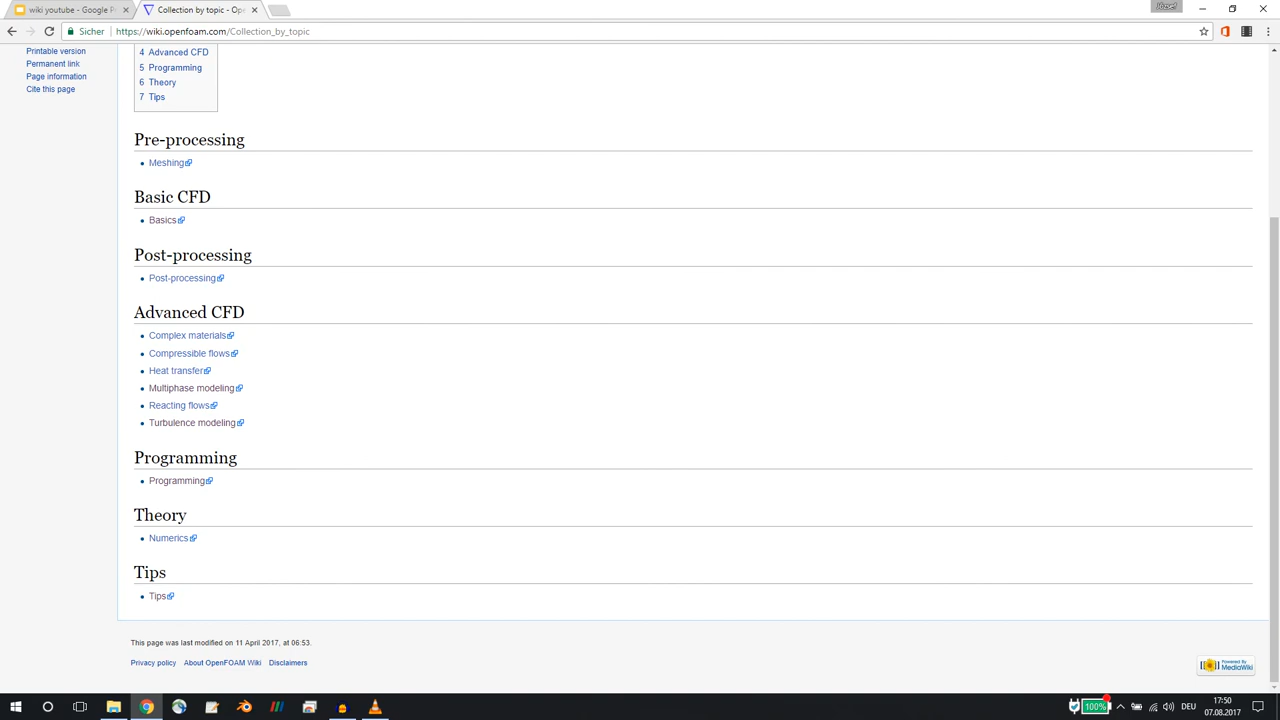 wiki youtube - Google P
Collection by topic - Ope
Sicher
https://wiki.openfoam.com/Collection_by_topic
Printable version
Permanent link
Page information
Cite this page
4 Advanced CFD
5 Programming
6 Theory
7 Tips
Pre-processing
Meshing
Basic CFD
Basics
Post-processing
Post-processing
Advanced CFD
Complex materials
Compressible flows
Heat transfer
Multiphase modeling
Reacting flows
Turbulence modeling
Programming
Programming
Theory
Numerics
Tips
Tips
This page was last modified on 11 April 2017, at 06:53.
Privacy policy About OpenFOAM Wiki Disclaimers
Powered By
MediaWiki
100%
DEU
17:50
07.08.2017